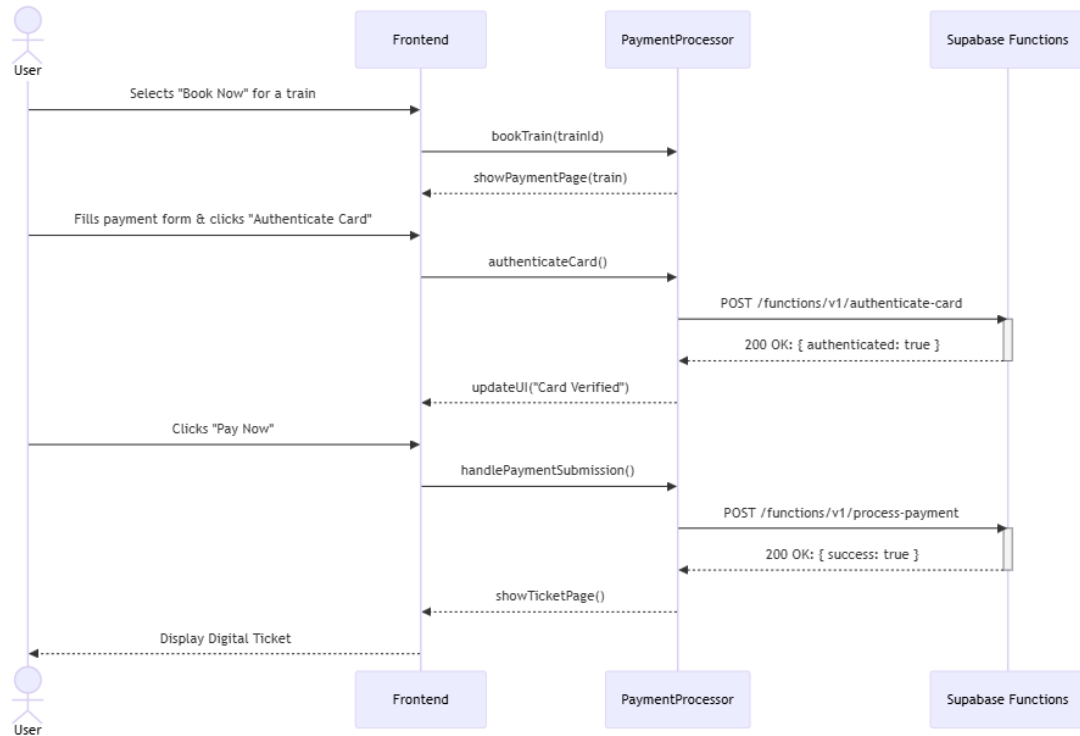 User
Frontend
PaymentProcessor
Supabase Functions
Selects "Book Now" for a train
bookTrain(trainId)
showPaymentPage(train)
Fills payment form & clicks "Authenticate Card"
authenticateCard()
POST /functions/v1/authenticate-card
200 OK: { authenticated: true }
updateUI("Card Verified")
Clicks "Pay Now"
handlePaymentSubmission()
POST /functions/v1/process-payment
200 OK: { success: true }
showTicketPage()
Display Digital Ticket
User
Frontend
PaymentProcessor
Supabase Functions